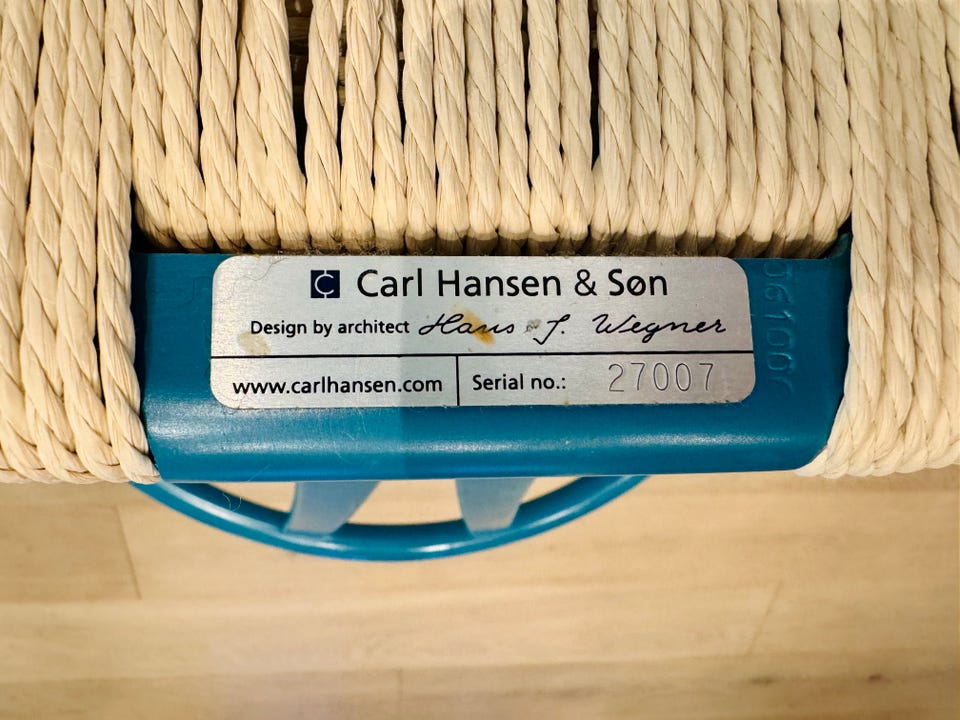 Carl Hansen & Søn
Design by architect Hans J. Wegner
www.carlhansen.com
Serial no.: 27007